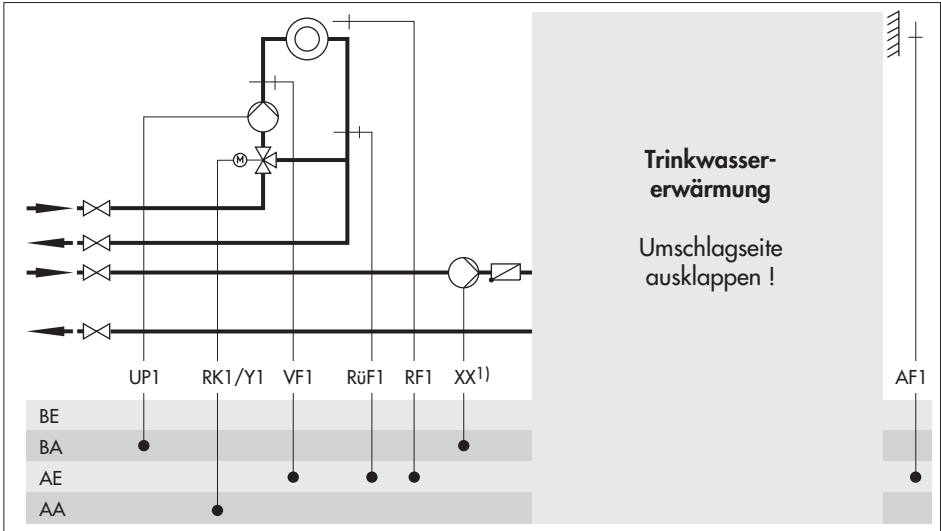 M
Trinkwasser-
erwärmung
Umschlagseite
ausklappen !
UP1 RK1/Y1 VF1 RüF1 RF1 XX1) AF1
BE
BA
AE
AA